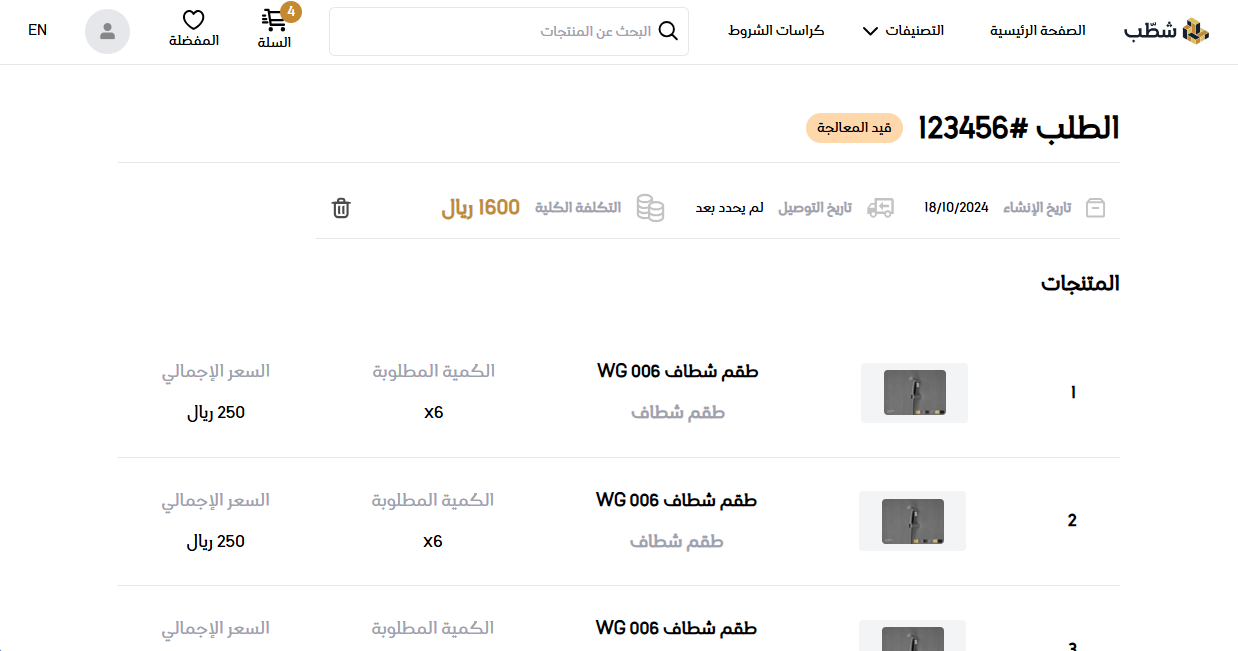 شطّب
الصفحة الرئيسية
التصنيفات
كراسات الشروط
البحث عن المنتجات
4
السلة
المفضلة
EN
الطلب #123456
قيد المعالجة
تاريخ الإنشاء 18/10/2024
تاريخ التوصيل لم يحدد بعد
التكلفة الكلية 1600 ريال
المتنجات
1
طقم شطاف WG 006
طقم شطاف
الكمية المطلوبة
x6
السعر الإجمالي
250 ريال
2
طقم شطاف WG 006
طقم شطاف
الكمية المطلوبة
x6
السعر الإجمالي
250 ريال
3
طقم شطاف WG 006
الكمية المطلوبة
السعر الإجمالي